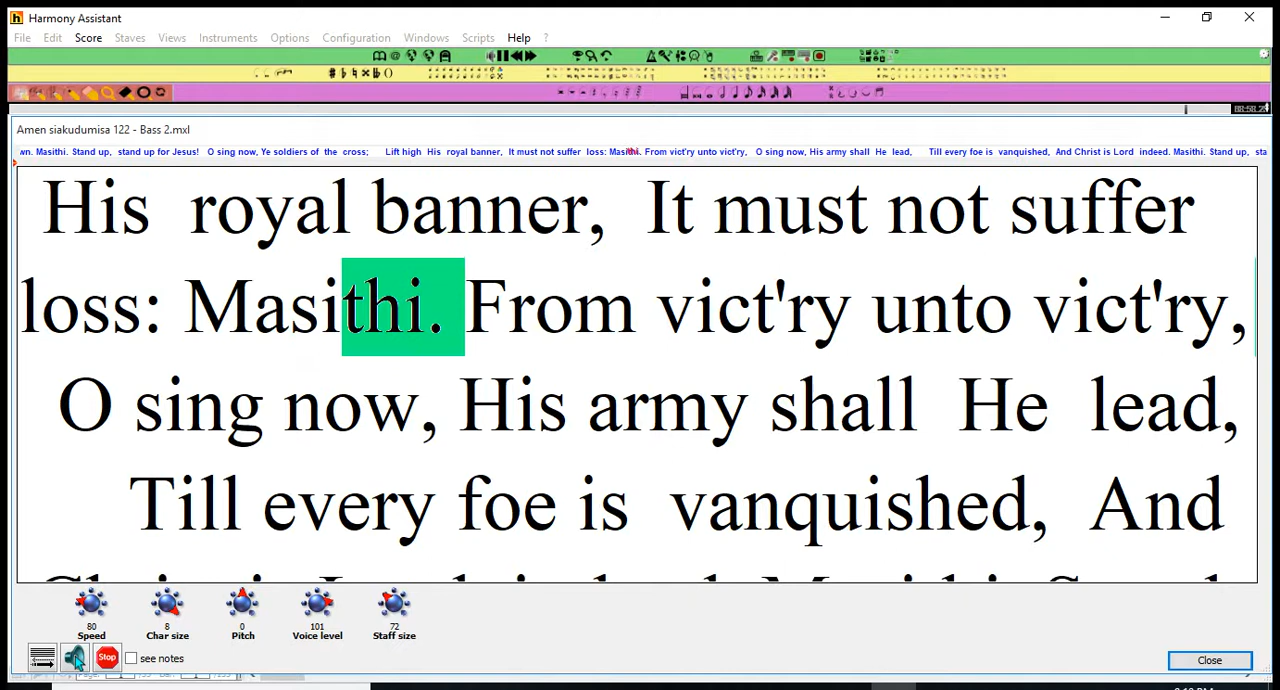 Harmony Assistant
File Edit Score Staves Views Instruments Options Configuration Windows Scripts Help ?
Amen siakudumisa 122 - Bass 2.mxl
wn. Masithi. Stand up, stand up for Jesus! O sing now, Ye soldiers of the cross; Lift high His royal banner, It must not suffer loss: Masithi. From vict'ry unto vict'ry, O sing now, His army shall He lead, Till every foe is vanquished, And Christ is Lord indeed. Masithi. Stand up, sta
His royal banner, It must not suffer
loss: Masithi. From vict'ry unto vict'ry,
O sing now, His army shall He lead,
Till every foe is vanquished, And
80 8 0 101 72
Speed Char size Pitch Voice level Staff size
Stop see notes Close